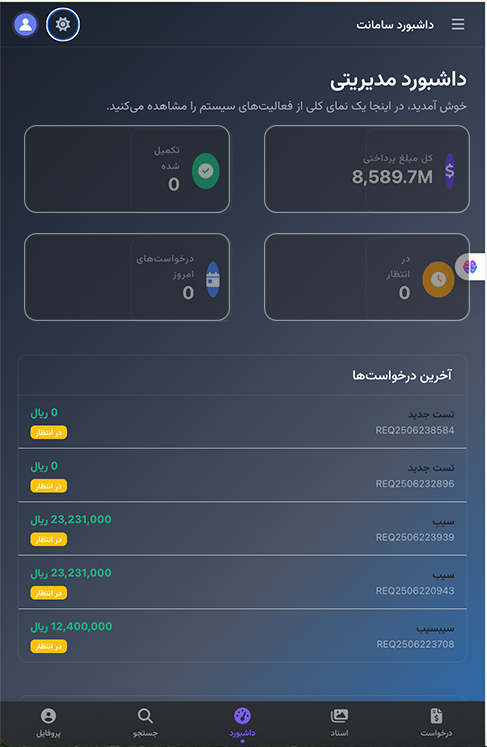 داشبورد سامانت
داشبورد مدیریتی
خوش آمدید، در اینجا یک نمای کلی از فعالیت‌های سیستم را مشاهده می‌کنید.
کل مبلغ پرداختی
$
8,589.7M
تکمیل
شده
0
در
انتظار
0
درخواست‌های
امروز
0
آخرین درخواست‌ها
تست جدید
0 ریال
REQ2506238584
در انتظار
تست جدید
0 ریال
REQ2506232896
در انتظار
سیب
23,231,000 ریال
REQ2506223939
در انتظار
سیب
23,231,000 ریال
REQ2506220943
در انتظار
سیبسیب
12,400,000 ریال
REQ2506223708
در انتظار
درخواست
اسناد
داشبورد
جستجو
پروفایل